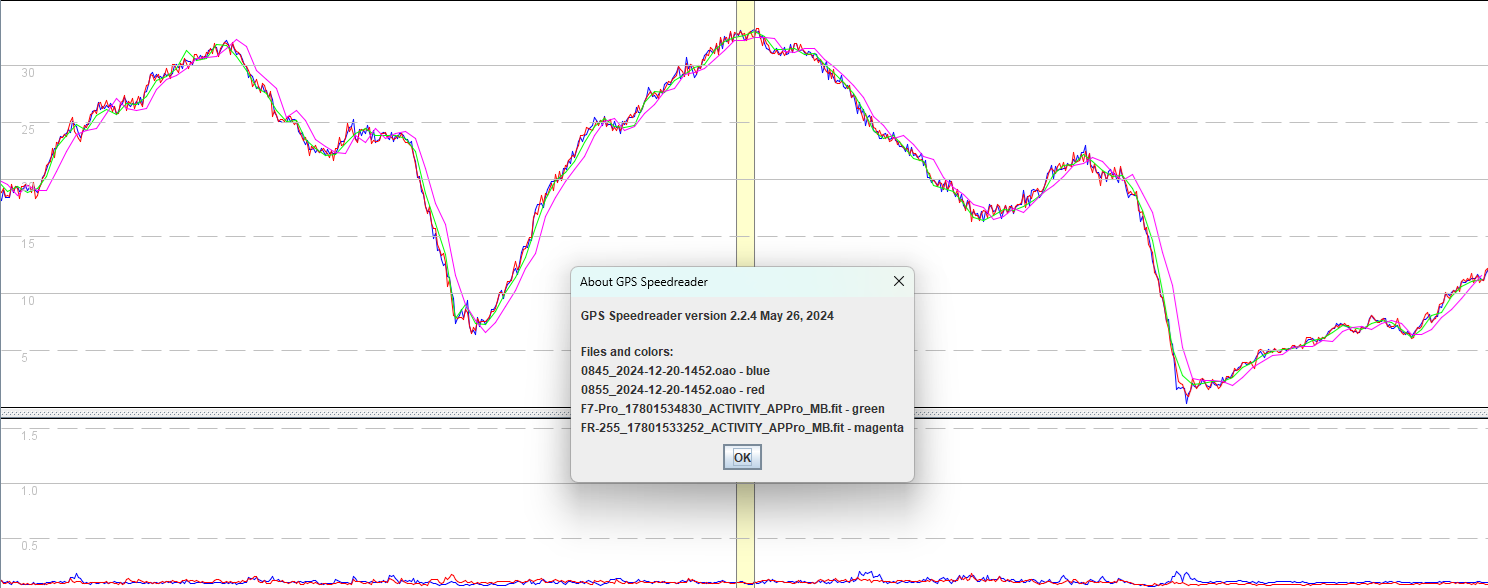 30
25
20
15
10
5
About GPS Speedreader
GPS Speedreader version 2.2.4 May 26, 2024
Files and colors:
0845_2024-12-20-1452.oao - blue
0855_2024-12-20-1452.oao - red
F7-Pro_17801534830_ACTIVITY_APPro_MB.fit - green
FR-255_17801533252_ACTIVITY_APPro_MB.fit - magenta
OK
1.5
1.0
0.5